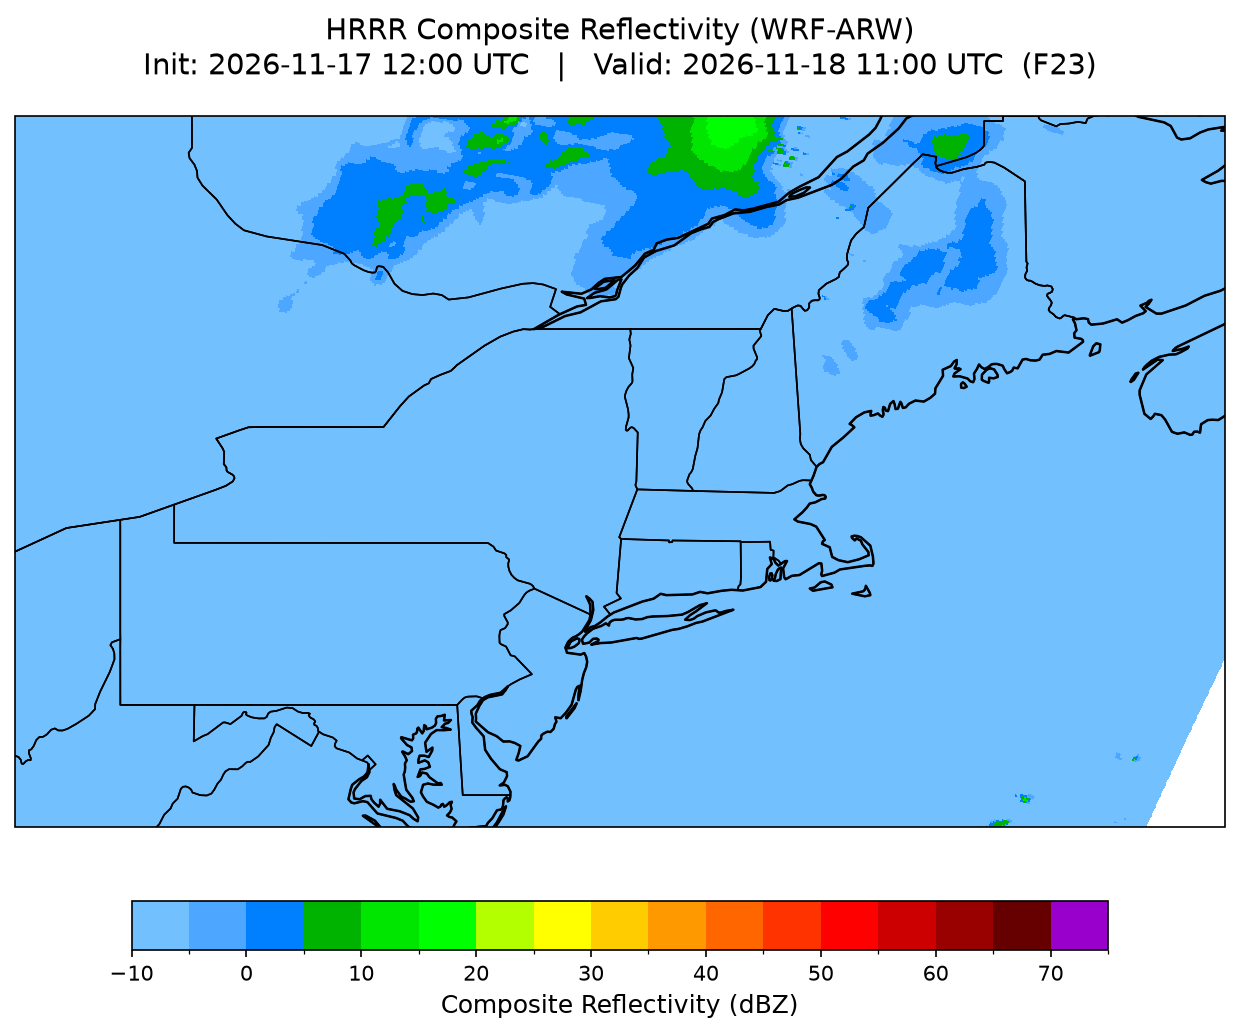 HRRR Composite Reflectivity (WRF-ARW)
Init: 2026-11-17 12:00 UTC   |   Valid: 2026-11-18 11:00 UTC  (F23)
−10 0 10 20 30 40 50 60 70
Composite Reflectivity (dBZ)